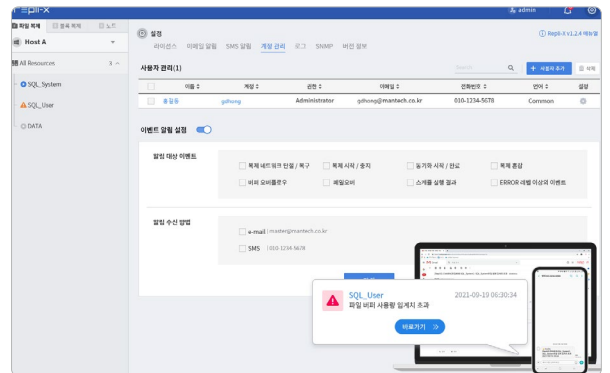 Repli-X
admin
파일 복제
블록 복제
노드
Host A
All Resources
3
SQL_System
SQL_User
DATA
설정
Repli-X v1.2.4 매뉴얼
라이선스 이메일 알림 SMS 알림 계정 관리 로그 SNMP 버전 정보
사용자 관리(1)
Search
+ 사용자 추가
삭제
이름 계정 권한 이메일 전화번호 언어 설정
홍길동 gdhong Administrator gdhong@mantech.co.kr 010-1234-5678 Common
이벤트 알림 설정
알림 대상 이벤트
복제 네트워크 단절 / 복구 복제 시작 / 중지 동기화 시작 / 완료 복제 혼잡
버퍼 오버플로우 페일오버 스케줄 실행 결과 ERROR 레벨 이상의 이벤트
알림 수신 방법
e-mail | master@mantech.co.kr
SMS | 010-1234-5678
SQL_User
2021-09-19 06:30:34
파일 버퍼 사용량 임계치 초과
바로가기